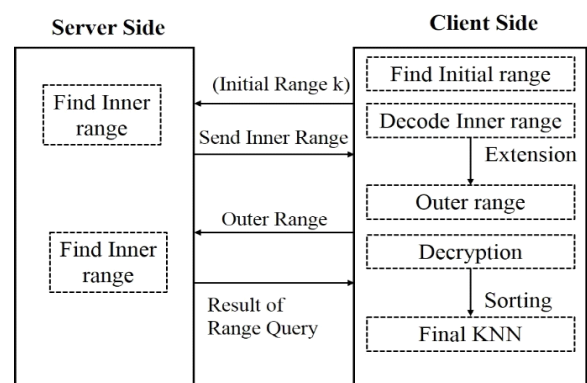 Server Side
Client Side
Find Inner
range
(Initial Range k)
Send Inner Range
Find Initial range
Decode Inner range
Extension
Outer range
Outer Range
Find Inner
range
Result of
Range Query
Decryption
Sorting
Final KNN